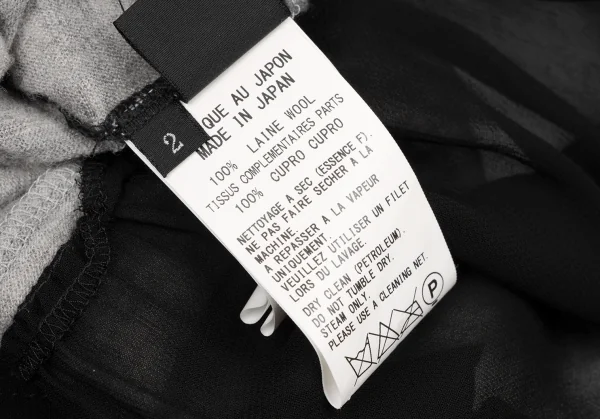 QUE AU JAPON
MADE IN JAPAN
2
100% LAINE WOOL
TISSUS COMPLEMENTAIRES PARTS
100% CUPRO CUPRO
NETTOYAGE A SEC (ESSENCE F).
NE PAS FAIRE SECHER A LA
MACHINE.
A REPASSER A LA VAPEUR
UNIQUEMENT.
VEUILLEZ UTILISER UN FILET
LORS DU LAVAGE.
DRY CLEAN (PETROLEUM).
DO NOT TUMBLE DRY.
STEAM ONLY.
PLEASE USE A CLEANING NET.
P